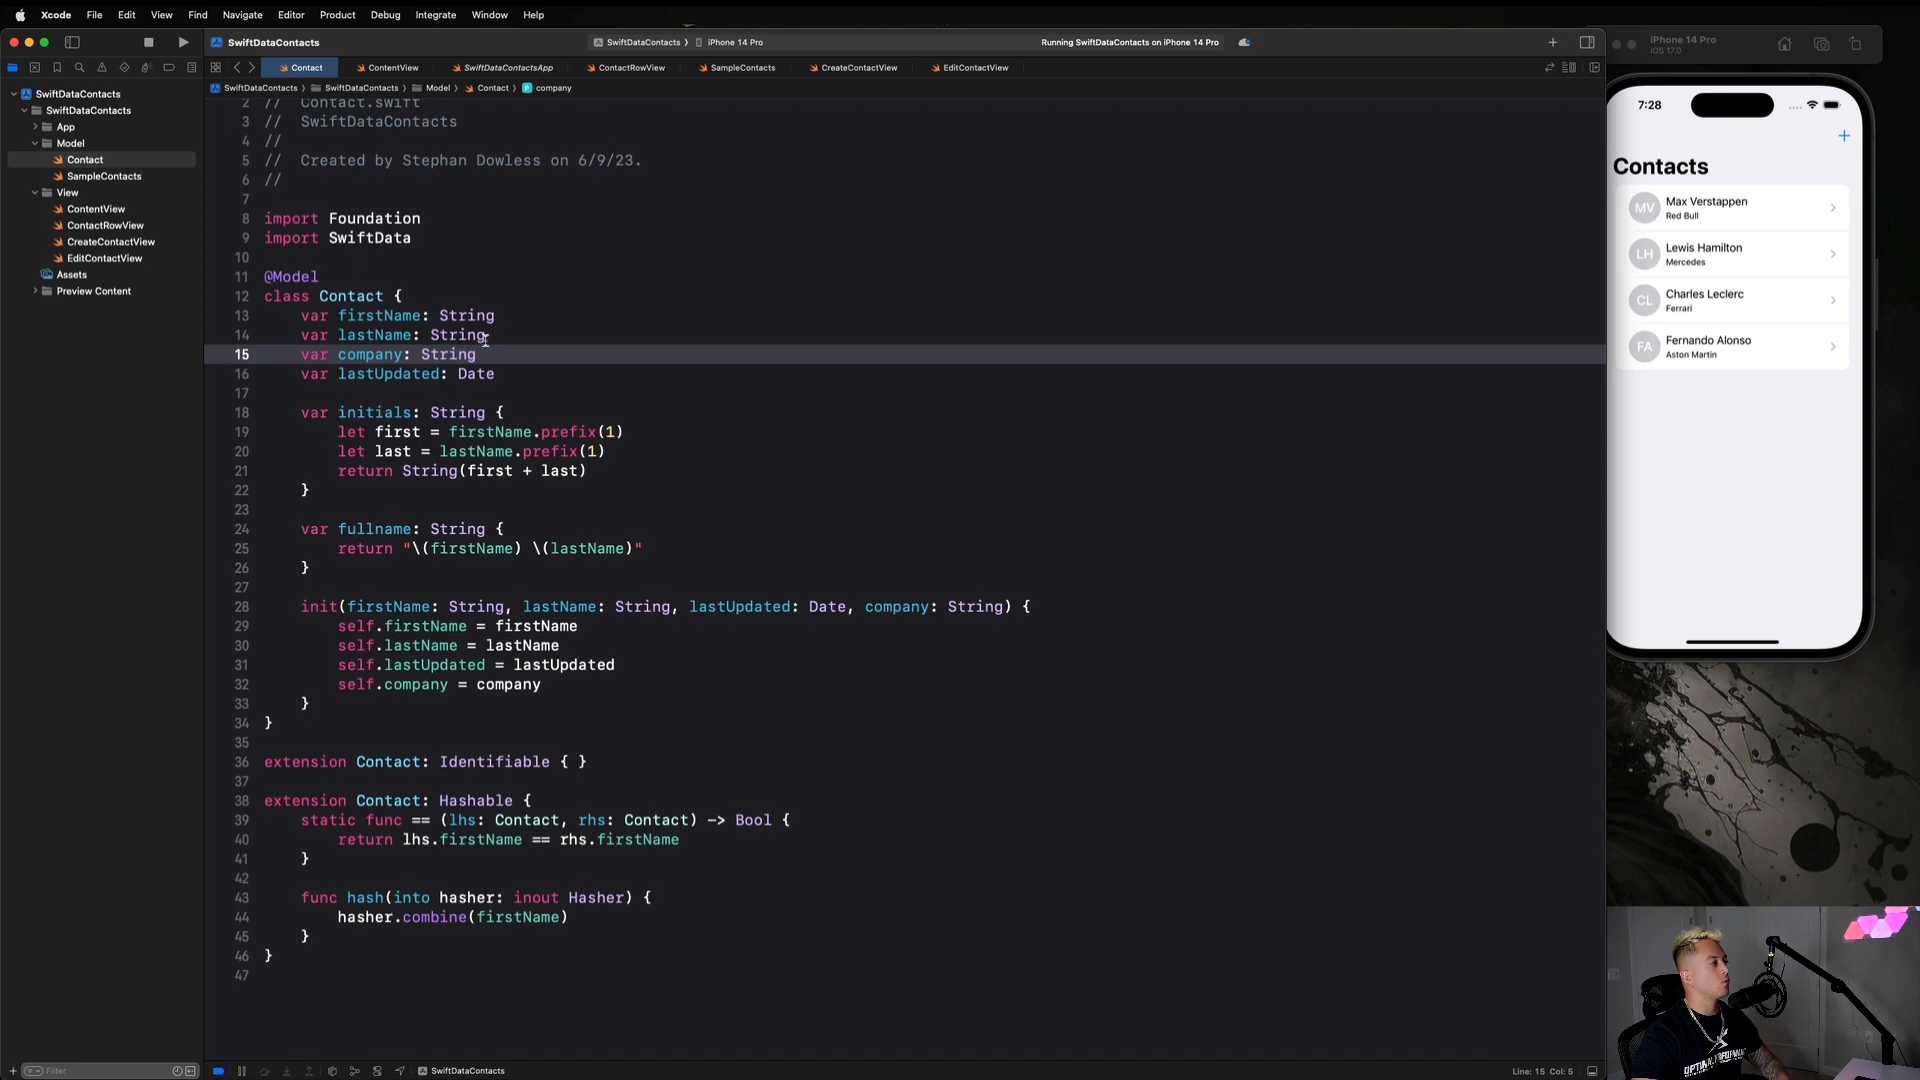 Xcode File Edit View Find Navigate Editor Product Debug Integrate Window Help
SwiftDataContacts
SwiftDataContacts 〉 iPhone 14 Pro
Running SwiftDataContacts on iPhone 14 Pro
iPhone 14 Pro
iOS 17.0
Contact ContentView SwiftDataContactsApp ContactRowView SampleContacts CreateContactView EditContactView
SwiftDataContacts 〉 SwiftDataContacts 〉 Model 〉 Contact 〉 P company
SwiftDataContacts
SwiftDataContacts
App
Model
Contact
SampleContacts
View
ContentView
ContactRowView
CreateContactView
EditContactView
Assets
Preview Content
2 // Contact.swift
3 // SwiftDataContacts
4 //
5 // Created by Stephan Dowless on 6/9/23.
6 //
7
8 import Foundation
9 import SwiftData
10
11 @Model
12 class Contact {
13 var firstName: String
14 var lastName: String
15 var company: String
16 var lastUpdated: Date
17
18 var initials: String {
19 let first = firstName.prefix(1)
20 let last = lastName.prefix(1)
21 return String(first + last)
22 }
23
24 var fullname: String {
25 return "\(firstName) \(lastName)"
26 }
27
28 init(firstName: String, lastName: String, lastUpdated: Date, company: String) {
29 self.firstName = firstName
30 self.lastName = lastName
31 self.lastUpdated = lastUpdated
32 self.company = company
33 }
34 }
35
36 extension Contact: Identifiable { }
37
38 extension Contact: Hashable {
39 static func == (lhs: Contact, rhs: Contact) -> Bool {
40 return lhs.firstName == rhs.firstName
41 }
42
43 func hash(into hasher: inout Hasher) {
44 hasher.combine(firstName)
45 }
46 }
47
7:28
+
Contacts
MV Max Verstappen
Red Bull
LH Lewis Hamilton
Mercedes
CL Charles Leclerc
Ferrari
FA Fernando Alonso
Aston Martin
Filter
SwiftDataContacts
Line: 15 Col: 5